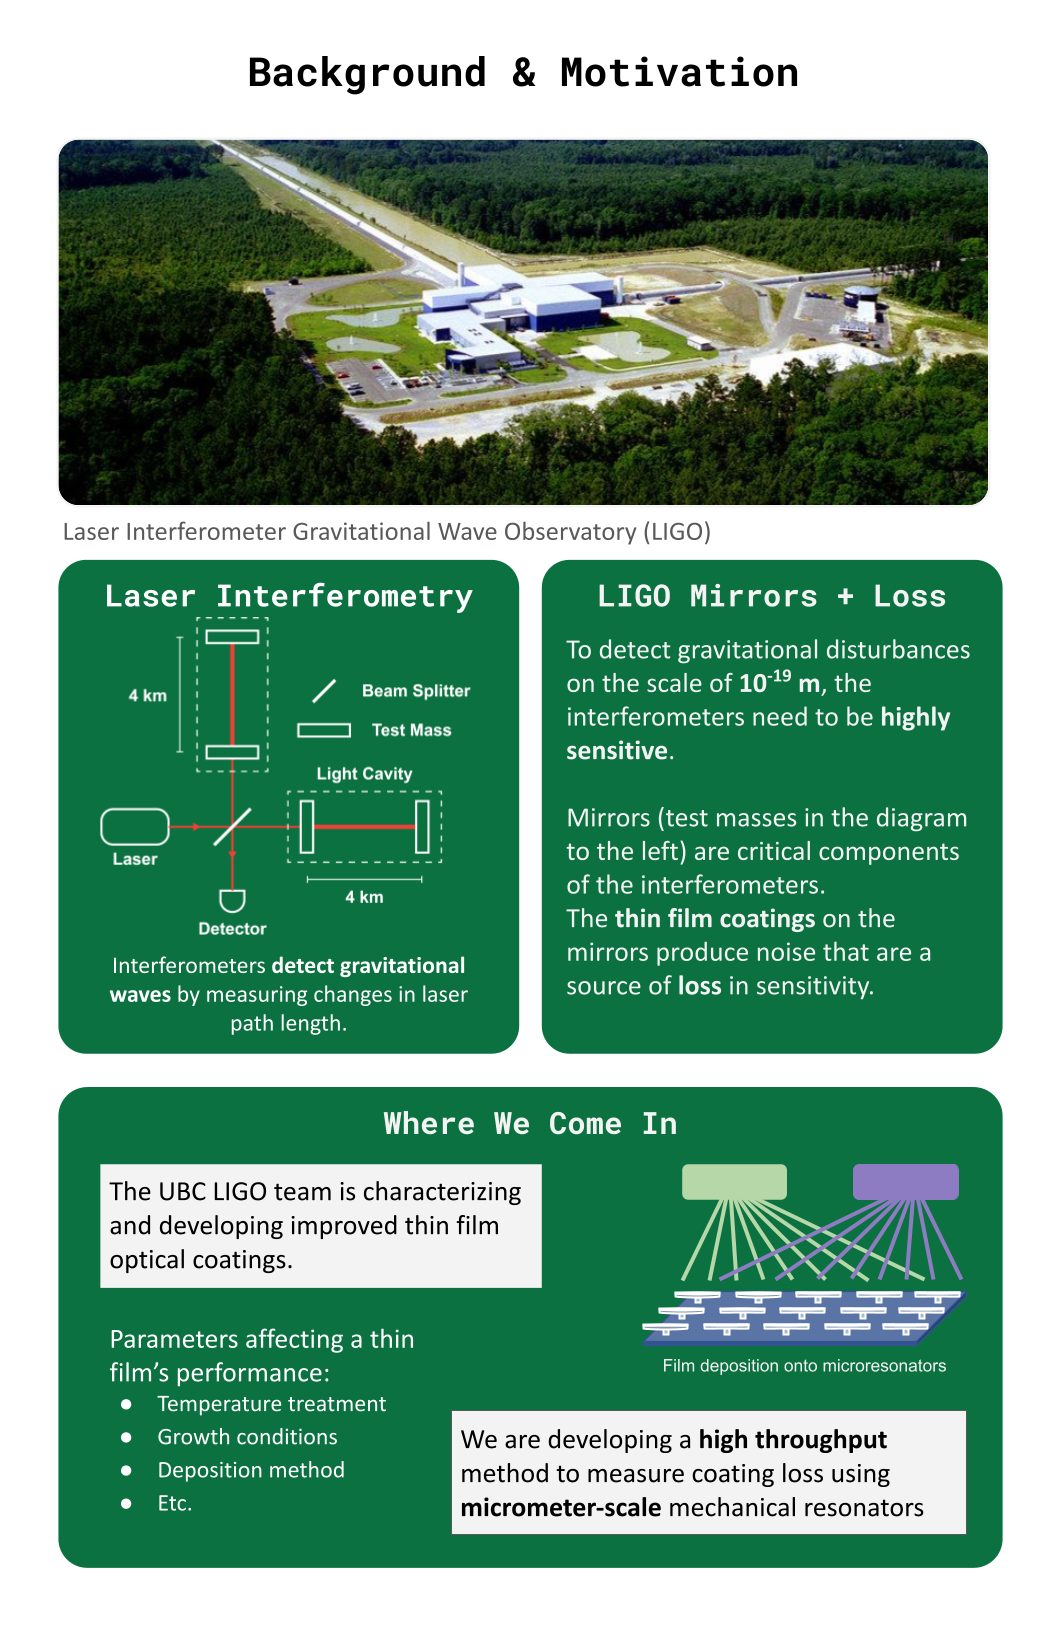 Background & Motivation
Laser Interferometer Gravitational Wave Observatory (LIGO)
Laser Interferometry
4 km
Beam Splitter
Test Mass
Light Cavity
Laser
4 km
Detector
Interferometers detect gravitational
waves by measuring changes in laser
path length.
LIGO Mirrors + Loss
To detect gravitational disturbances
on the scale of 10⁻¹⁹ m, the
interferometers need to be highly
sensitive.
Mirrors (test masses in the diagram
to the left) are critical components
of the interferometers.
The thin film coatings on the
mirrors produce noise that are a
source of loss in sensitivity.
Where We Come In
The UBC LIGO team is characterizing
and developing improved thin film
optical coatings.
Film deposition onto microresonators
Parameters affecting a thin
film’s performance:
● Temperature treatment
● Growth conditions
● Deposition method
● Etc.
We are developing a high throughput
method to measure coating loss using
micrometer-scale mechanical resonators